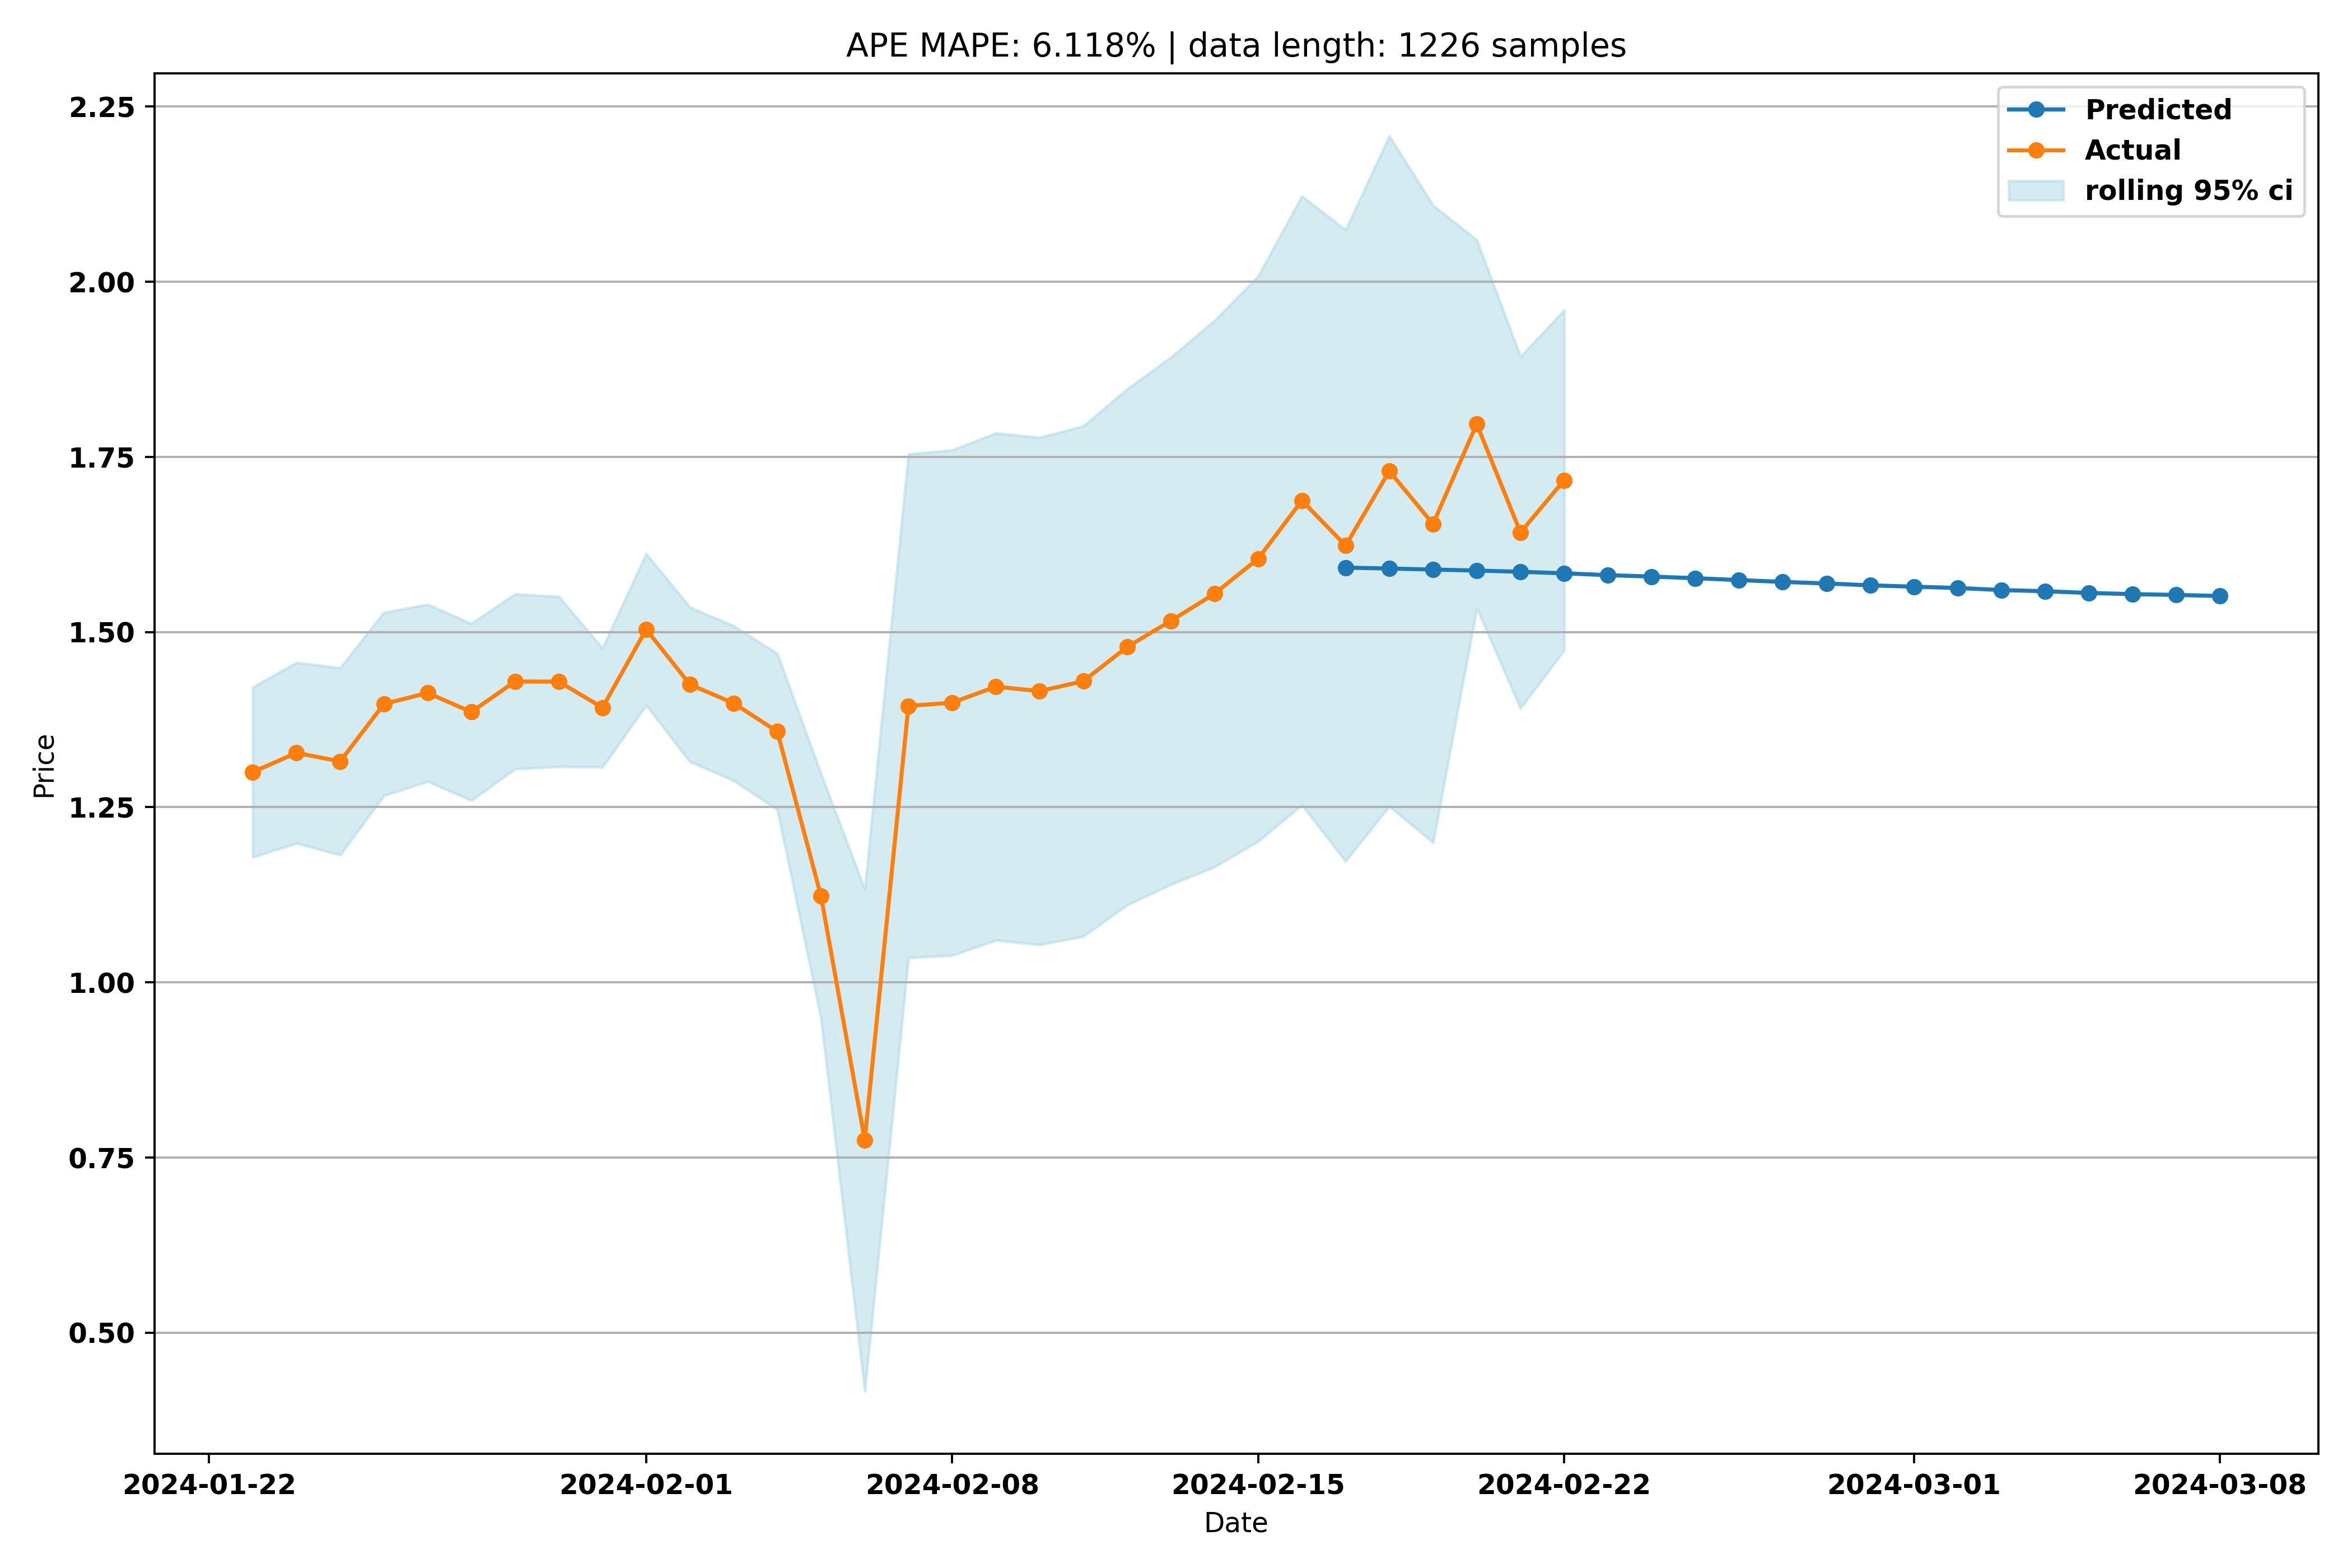 APE MAPE: 6.118% | data length: 1226 samples
2.25
2.00
1.75
1.50
1.25
1.00
0.75
0.50
Price
Predicted
Actual
rolling 95% ci
2024-01-22
2024-02-01
2024-02-08
2024-02-15
2024-02-22
2024-03-01
2024-03-08
Date